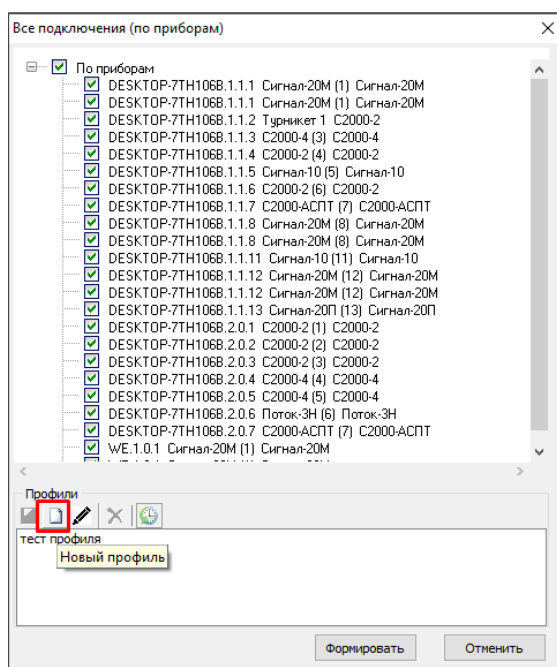 Все подключения (по приборам)
По приборам
DESKTOP-7TH106B.1.1.1 Сигнал-20М (1) Сигнал-20М
DESKTOP-7TH106B.1.1.1 Сигнал-20М (1) Сигнал-20М
DESKTOP-7TH106B.1.1.2 Турникет 1 С2000-2
DESKTOP-7TH106B.1.1.3 С2000-4 (3) С2000-4
DESKTOP-7TH106B.1.1.4 С2000-2 (4) С2000-2
DESKTOP-7TH106B.1.1.5 Сигнал-10 (5) Сигнал-10
DESKTOP-7TH106B.1.1.6 С2000-2 (6) С2000-2
DESKTOP-7TH106B.1.1.7 С2000-АСПТ (7) С2000-АСПТ
DESKTOP-7TH106B.1.1.8 Сигнал-20М (8) Сигнал-20М
DESKTOP-7TH106B.1.1.8 Сигнал-20М (8) Сигнал-20М
DESKTOP-7TH106B.1.1.11 Сигнал-10 (11) Сигнал-10
DESKTOP-7TH106B.1.1.12 Сигнал-20М (12) Сигнал-20М
DESKTOP-7TH106B.1.1.12 Сигнал-20М (12) Сигнал-20М
DESKTOP-7TH106B.1.1.13 Сигнал-20П (13) Сигнал-20П
DESKTOP-7TH106B.2.0.1 С2000-2 (1) С2000-2
DESKTOP-7TH106B.2.0.2 С2000-2 (2) С2000-2
DESKTOP-7TH106B.2.0.3 С2000-2 (3) С2000-2
DESKTOP-7TH106B.2.0.4 С2000-4 (4) С2000-4
DESKTOP-7TH106B.2.0.5 С2000-4 (5) С2000-4
DESKTOP-7TH106B.2.0.6 Поток-3Н (6) Поток-3Н
DESKTOP-7TH106B.2.0.7 С2000-АСПТ (7) С2000-АСПТ
WE.1.0.1 Сигнал-20М (1) Сигнал-20М
Профили
тест профиля
Новый профиль
Формировать
Отменить